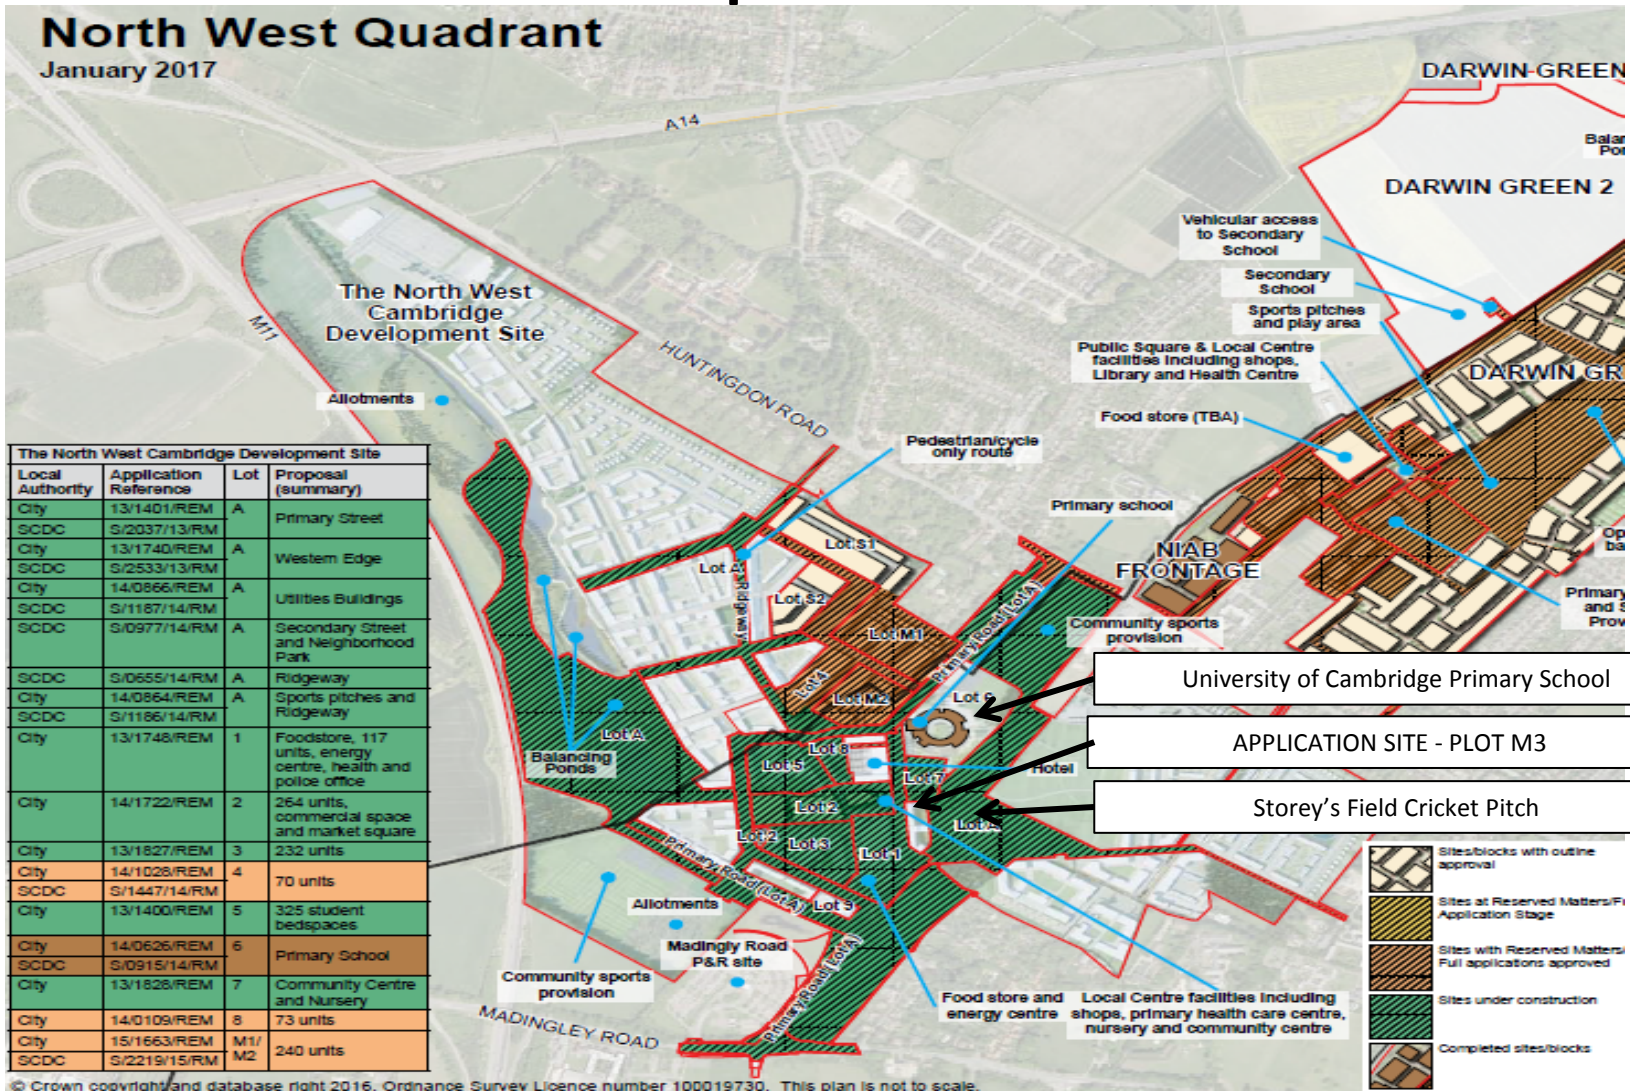 North West Quadrant
January 2017
A14
DARWIN GREEN
DARWIN GREEN 2
Vehicular access
to Secondary
School
Secondary
School
Sports pitches
and play area
Public Square & Local Centre
facilities including shops,
Library and Health Centre
DARWIN GR
Food store (TBA)
The North West
Cambridge
Development Site
M11
HUNTINGDON ROAD
Allotments
Pedestrian/cycle
only route
Primary school
NIAB
FRONTAGE
Community sports
provision
Primary
and S
Prov
Lot S1
Lot A
Ridgeway
Lot S2
Lot M1
Lot 4
Lot M2
Primary Road (Lot A)
Lot 6
University of Cambridge Primary School
APPLICATION SITE - PLOT M3
Storey's Field Cricket Pitch
Lot A
Balancing
Ponds
Lot 8
Lot 5
Hotel
Lot 7
Lot 2
Lot A
Lot 2
Lot 3
Lot 1
Primary Road (Lot A)
Lot 9
Allotments
Madingly Road
P&R site
Community sports
provision
Primary Road (Lot A)
MADINGLEY ROAD
Food store and
energy centre
Local Centre facilities including
shops, primary health care centre,
nursery and community centre
The North West Cambridge Development Site
Local Authority Application Reference Lot Proposal (summary)
City 13/1401/REM A Primary Street
SCDC S/2037/13/RM
City 13/1740/REM A Western Edge
SCDC S/2533/13/RM
City 14/0866/REM A Utilities Buildings
SCDC S/1187/14/RM
SCDC S/0977/14/RM A Secondary Street
and Neighborhood
Park
SCDC S/0655/14/RM A Ridgeway
City 14/0864/REM A Sports pitches and
SCDC S/1186/14/RM Ridgeway
City 13/1748/REM 1 Foodstore, 117
units, energy
centre, health and
police office
City 14/1722/REM 2 264 units,
commercial space
and market square
City 13/1827/REM 3 232 units
City 14/1028/REM 4 70 units
SCDC S/1447/14/RM
City 13/1400/REM 5 325 student
bedspaces
City 14/0626/REM 6 Primary School
SCDC S/0915/14/RM
City 13/1828/REM 7 Community Centre
and Nursery
City 14/0109/REM 8 73 units
City 15/1663/REM M1/ 240 units
SCDC S/2219/15/RM M2
Sites/blocks with outline
approval
Sites at Reserved Matters/F
Application Stage
Sites with Reserved Matters/
Full applications approved
Sites under construction
Completed sites/blocks
© Crown copyright and database right 2016. Ordnance Survey Licence number 100019730. This plan is not to scale.